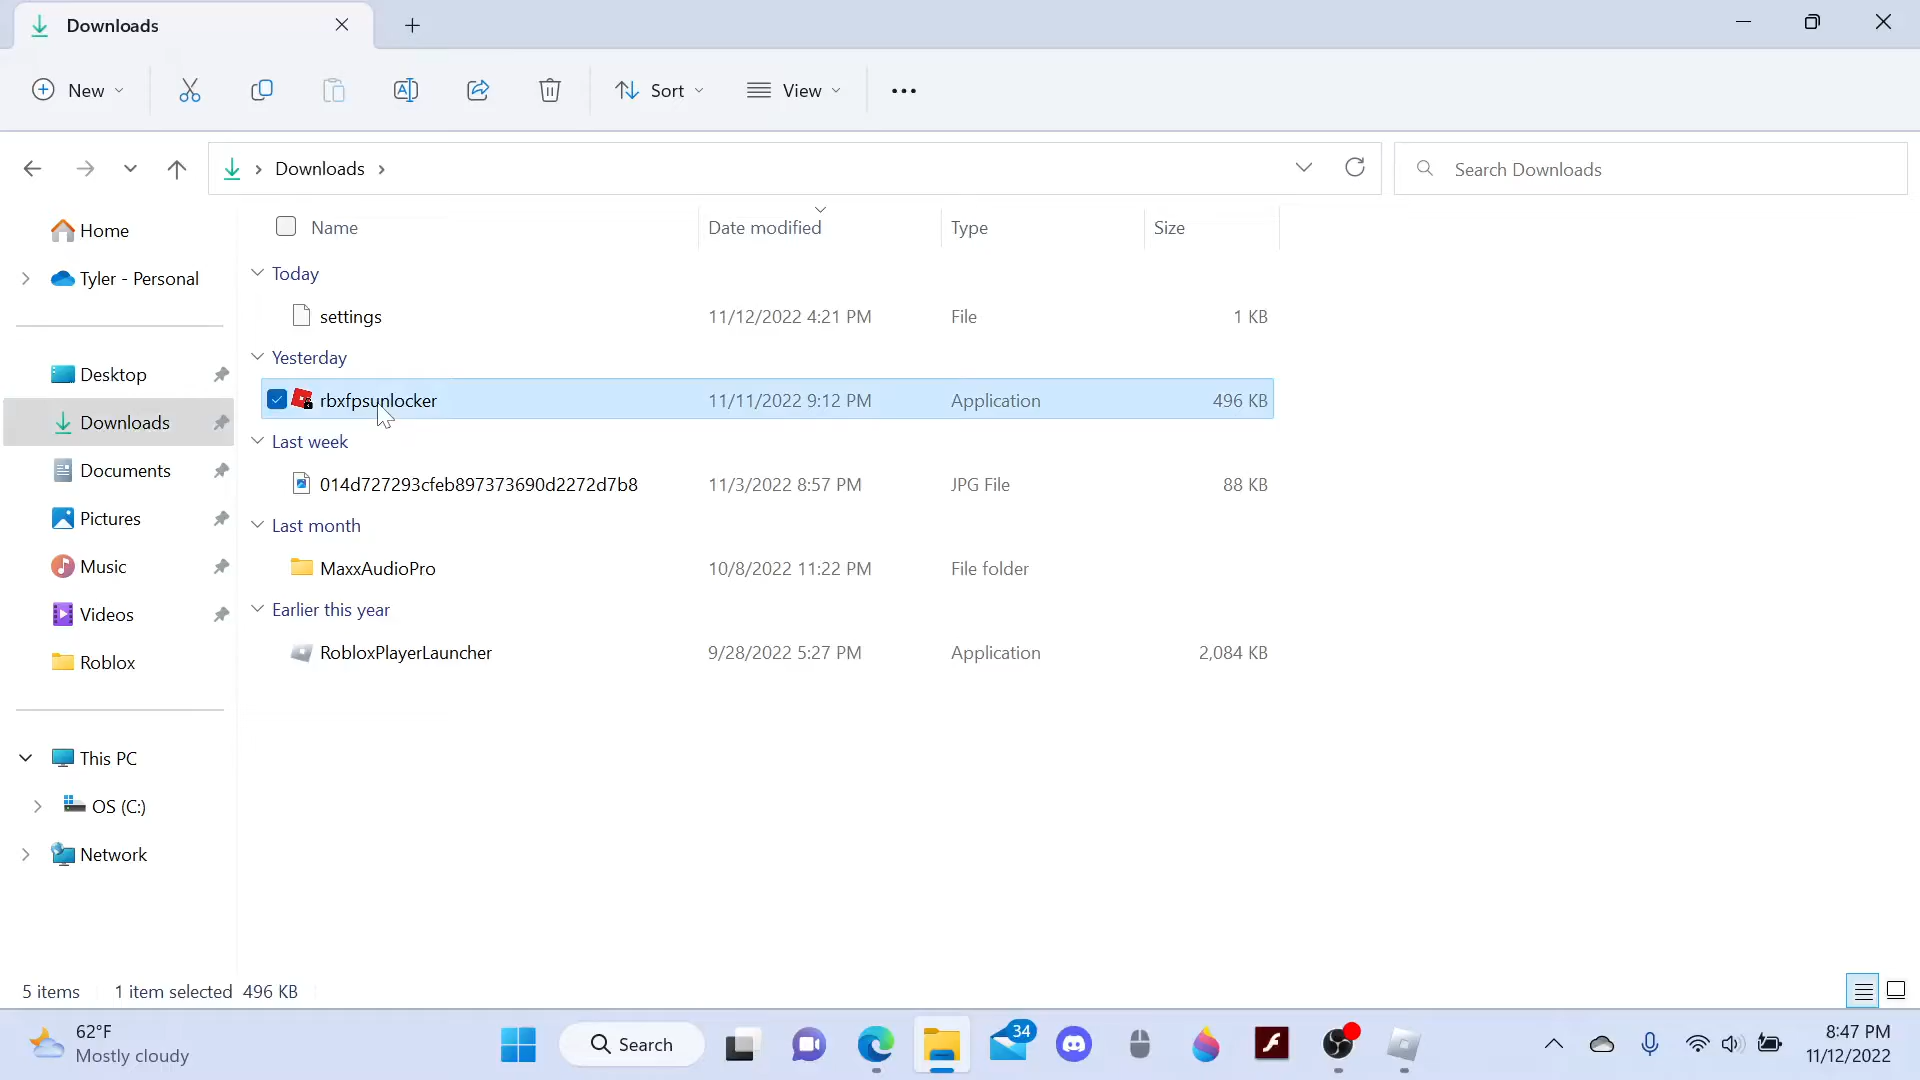 Downloads
New
Sort
View
Downloads
Search Downloads
Home
Tyler - Personal
Desktop
Downloads
Documents
Pictures
Music
Videos
Roblox
This PC
OS (C:)
Network
Name Date modified Type Size
Today
settings 11/12/2022 4:21 PM File 1 KB
Yesterday
rbxfpsunlocker 11/11/2022 9:12 PM Application 496 KB
Last week
014d727293cfeb897373690d2272d7b8 11/3/2022 8:57 PM JPG File 88 KB
Last month
MaxxAudioPro 10/8/2022 11:22 PM File folder
Earlier this year
RobloxPlayerLauncher 9/28/2022 5:27 PM Application 2,084 KB
5 items 1 item selected 496 KB
62°F
Mostly cloudy
Search
34
8:47 PM
11/12/2022